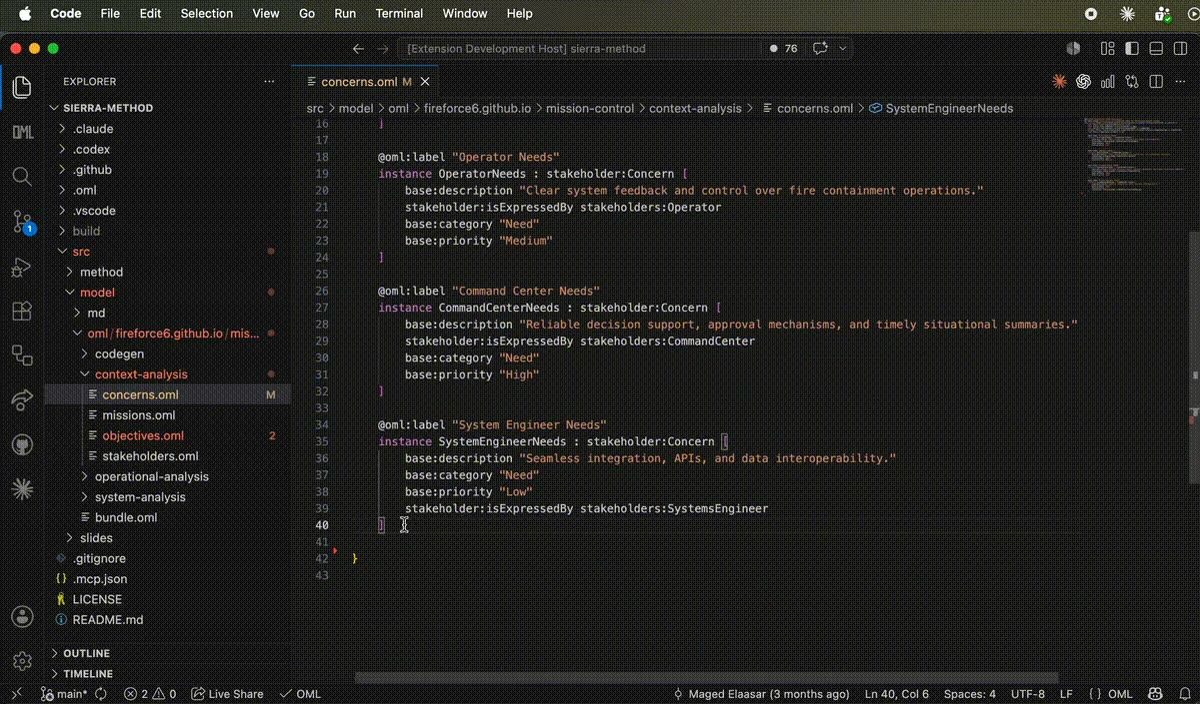 Code File Edit Selection View Go Run Terminal Window Help
[Extension Development Host] sierra-method
76
EXPLORER
SIERRA-METHOD
.claude
.codex
.github
.oml
.vscode
build
src
method
model
md
oml/fireforce6.github.io/mis...
codegen
context-analysis
concerns.oml M
missions.oml
objectives.oml 2
stakeholders.oml
operational-analysis
system-analysis
bundle.oml
slides
.gitignore
.mcp.json
LICENSE
README.md
OUTLINE
TIMELINE
OML
1
concerns.oml M
src > model > oml > fireforce6.github.io > mission-control > context-analysis > concerns.oml > SystemEngineerNeeds
16 ]
17
18 @oml:label "Operator Needs"
19 instance OperatorNeeds : stakeholder:Concern [
20 base:description "Clear system feedback and control over fire containment operations."
21 stakeholder:isExpressedBy stakeholders:Operator
22 base:category "Need"
23 base:priority "Medium"
24 ]
25
26 @oml:label "Command Center Needs"
27 instance CommandCenterNeeds : stakeholder:Concern [
28 base:description "Reliable decision support, approval mechanisms, and timely situational summaries."
29 stakeholder:isExpressedBy stakeholders:CommandCenter
30 base:category "Need"
31 base:priority "High"
32 ]
33
34 @oml:label "System Engineer Needs"
35 instance SystemEngineerNeeds : stakeholder:Concern [
36 base:description "Seamless integration, APIs, and data interoperability."
37 base:category "Need"
38 base:priority "Low"
39 stakeholder:isExpressedBy stakeholders:SystemsEngineer
40 ]
41
42 }
43
main* 2 0 Live Share OML Maged Elaasar (3 months ago) Ln 40, Col 6 Spaces: 4 UTF-8 LF { } OML